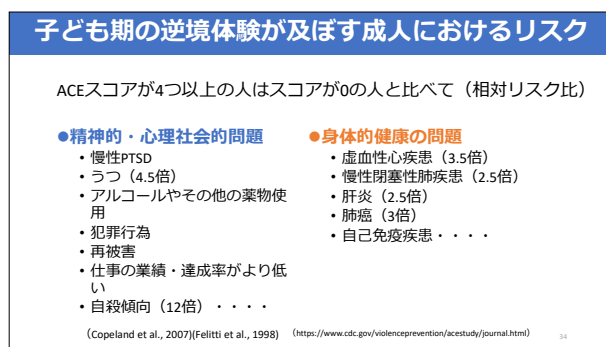 子ども期の逆境体験が及ぼす成人におけるリスク
ACEスコアが4つ以上の人はスコアが0の人と比べて（相対リスク比）
●精神的・心理社会的問題
• 慢性PTSD
• うつ（4.5倍）
• アルコールやその他の薬物使
用
• 犯罪行為
• 再被害
• 仕事の業績・達成率がより低
い
• 自殺傾向（12倍）・・・・
●身体的健康の問題
• 虚血性心疾患（3.5倍）
• 慢性閉塞性肺疾患（2.5倍）
• 肝炎（2.5倍）
• 肺癌（3倍）
• 自己免疫疾患・・・・
（Copeland et al., 2007)(Felitti et al., 1998) （https://www.cdc.gov/violenceprevention/acestudy/journal.html）
34